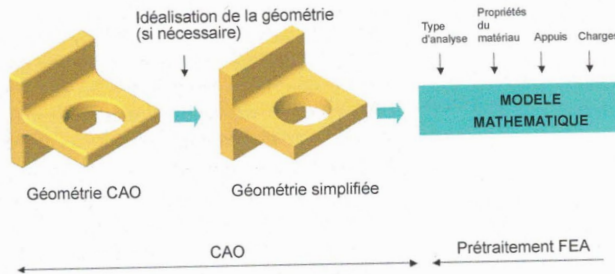 Idéalisation de la géométrie
(si nécessaire)
Type
d'analyse
Propriétés
du
matériau
Appuis
Charges
MODELE
MATHEMATIQUE
Géométrie CAO
Géométrie simplifiée
CAO
Prétraitement FEA